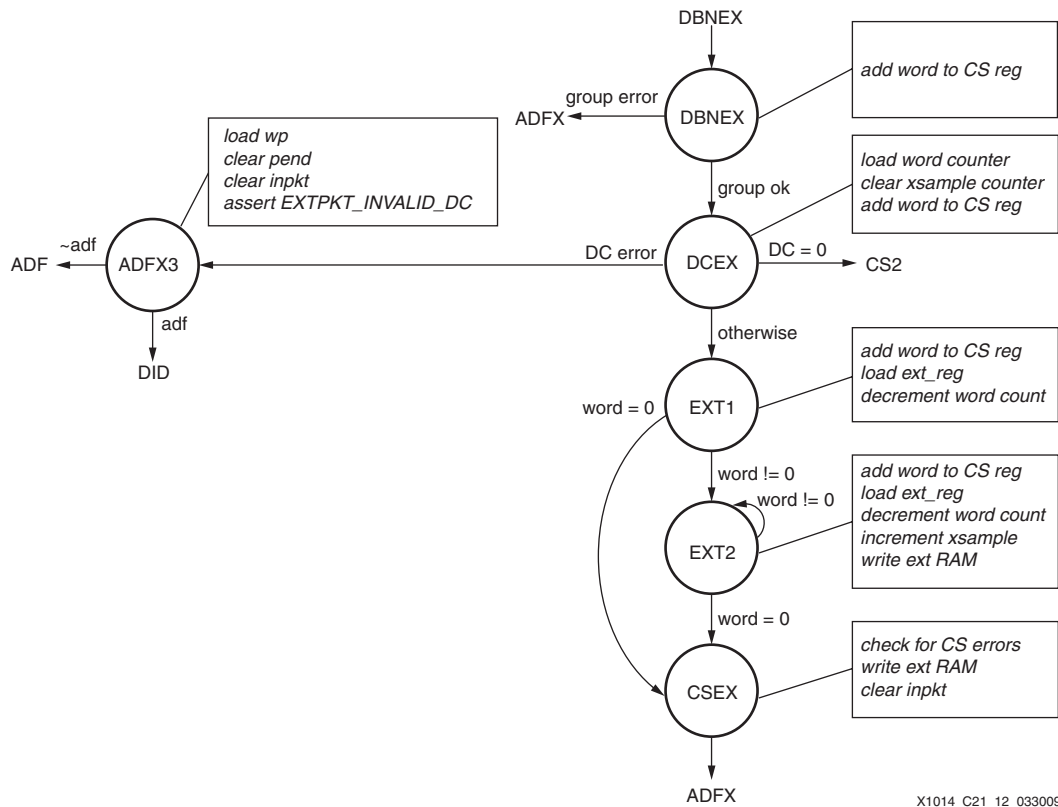 DBNEX
add word to CS reg
group error
ADFX
DBNEX
load wp
clear pend
clear inpkt
assert EXTPKT_INVALID_DC
load word counter
clear xsample counter
add word to CS reg
group ok
~adf
ADF
ADFX3
DC error
DCEX
DC = 0
CS2
adf
DID
otherwise
add word to CS reg
load ext_reg
decrement word count
word = 0
EXT1
word != 0
word != 0
add word to CS reg
load ext_reg
decrement word count
increment xsample
write ext RAM
EXT2
word = 0
check for CS errors
write ext RAM
clear inpkt
CSEX
ADFX
X1014_C21_12_033009